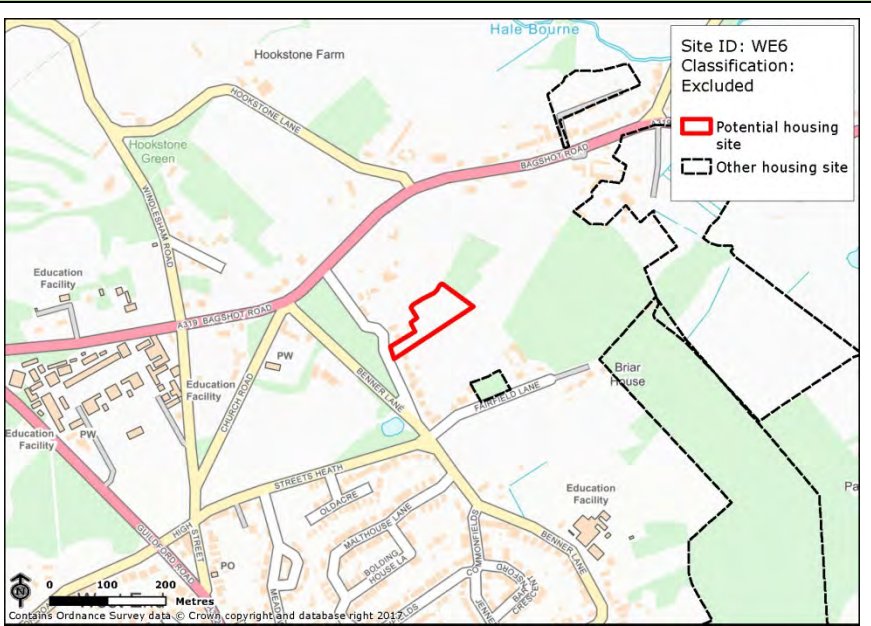 Hale Bourne
Site ID: WE6
Classification:
Excluded
Potential housing
site
Other housing site
Hookstone Farm
HOOKSTONE LANE
Hookstone
Green
BAGSHOT ROAD
WINDLESHAM ROAD
Education
Facility
A319 BAGSHOT ROAD
PW
CHURCH ROAD
BENNER LANE
Education
Facility
Education
Facility
PW
Briar
House
FAIRFIELD LANE
STREETS HEATH
OLDACRE
MALTHOUSE LANE
Education
Facility
GUILDFORD ROAD
HIGH
STREET
PO
BOLDING
HOUSE LA
BENNER LANE
0 100 200
Metres
N
Contains Ordnance Survey data © Crown copyright and database right 2017